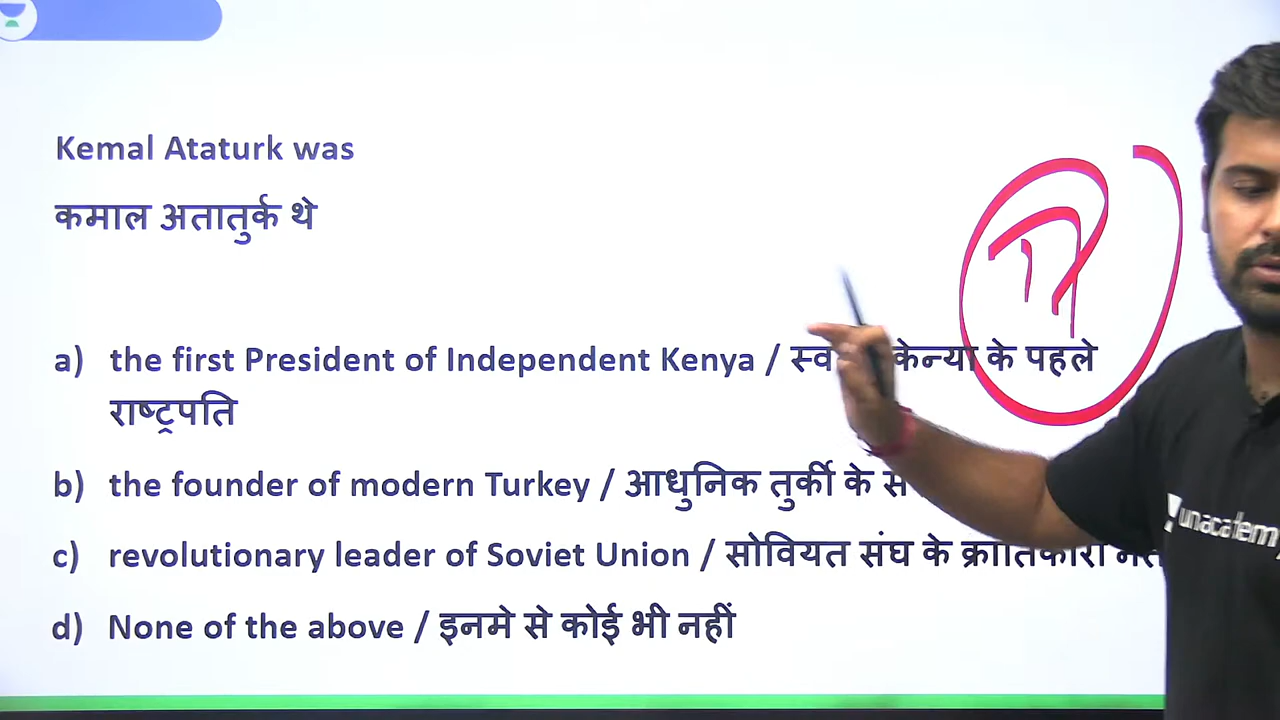 Kemal Ataturk was
कमाल अतातुर्क थे
a) the first President of Independent Kenya / केन्या के पहले
राष्ट्रपति
b) the founder of modern Turkey / आधुनिक तुर्की के
c) revolutionary leader of Soviet Union / सोवियत संघ के
d) None of the above / इनमे से कोई भी नहीं
unacademy